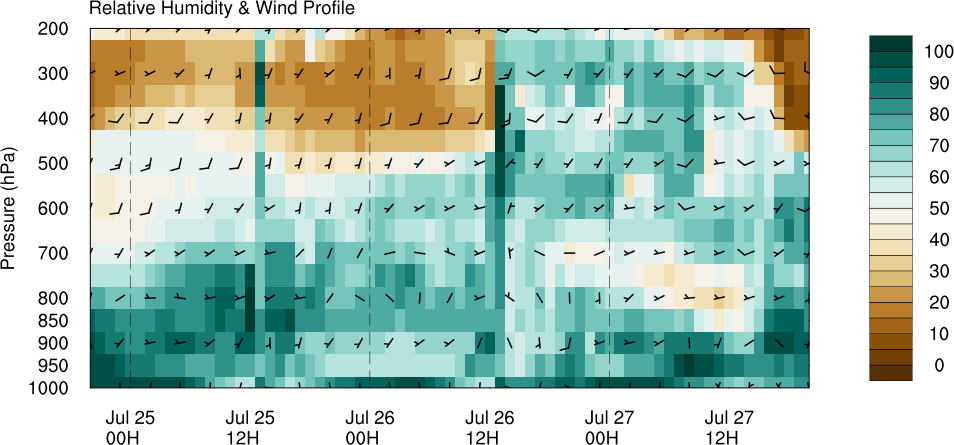 Relative Humidity & Wind Profile
Pressure (hPa)
200
300
400
500
600
700
800
850
900
950
1000
Jul 25
00H
Jul 25
12H
Jul 26
00H
Jul 26
12H
Jul 27
00H
Jul 27
12H
100
90
80
70
60
50
40
30
20
10
0